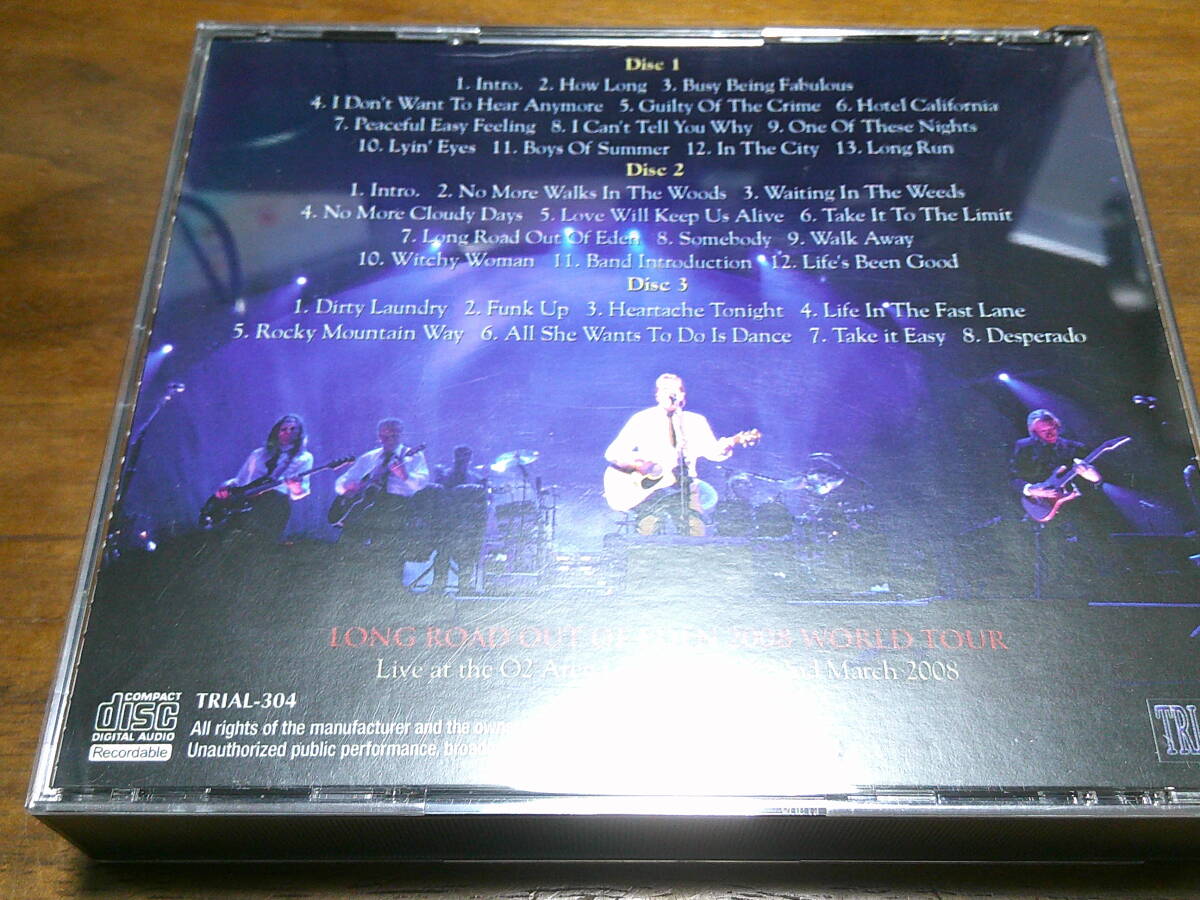 Disc 1
1. Intro. 2. How Long 3. Busy Being Fabulous
4. I Don't Want To Hear Anymore 5. Guilty Of The Crime 6. Hotel California
7. Peaceful Easy Feeling 8. I Can't Tell You Why 9. One Of These Nights
10. Lyin' Eyes 11. Boys Of Summer 12. In The City 13. Long Run
Disc 2
1. Intro. 2. No More Walks In The Woods 3. Waiting In The Weeds
4. No More Cloudy Days 5. Love Will Keep Us Alive 6. Take It To The Limit
7. Long Road Out Of Eden 8. Somebody 9. Walk Away
10. Witchy Woman 11. Band Introduction 12. Life's Been Good
Disc 3
1. Dirty Laundry 2. Funk Up 3. Heartache Tonight 4. Life In The Fast Lane
5. Rocky Mountain Way 6. All She Wants To Do Is Dance 7. Take it Easy 8. Desperado
LONG ROAD OUT OF EDEN 2008 WORLD TOUR
Live at the O2 March 2008
COMPACT
disc
DIGITAL AUDIO
Recordable
TRIAL-304
All rights of the manufacturer and the
Unauthorized public performance,